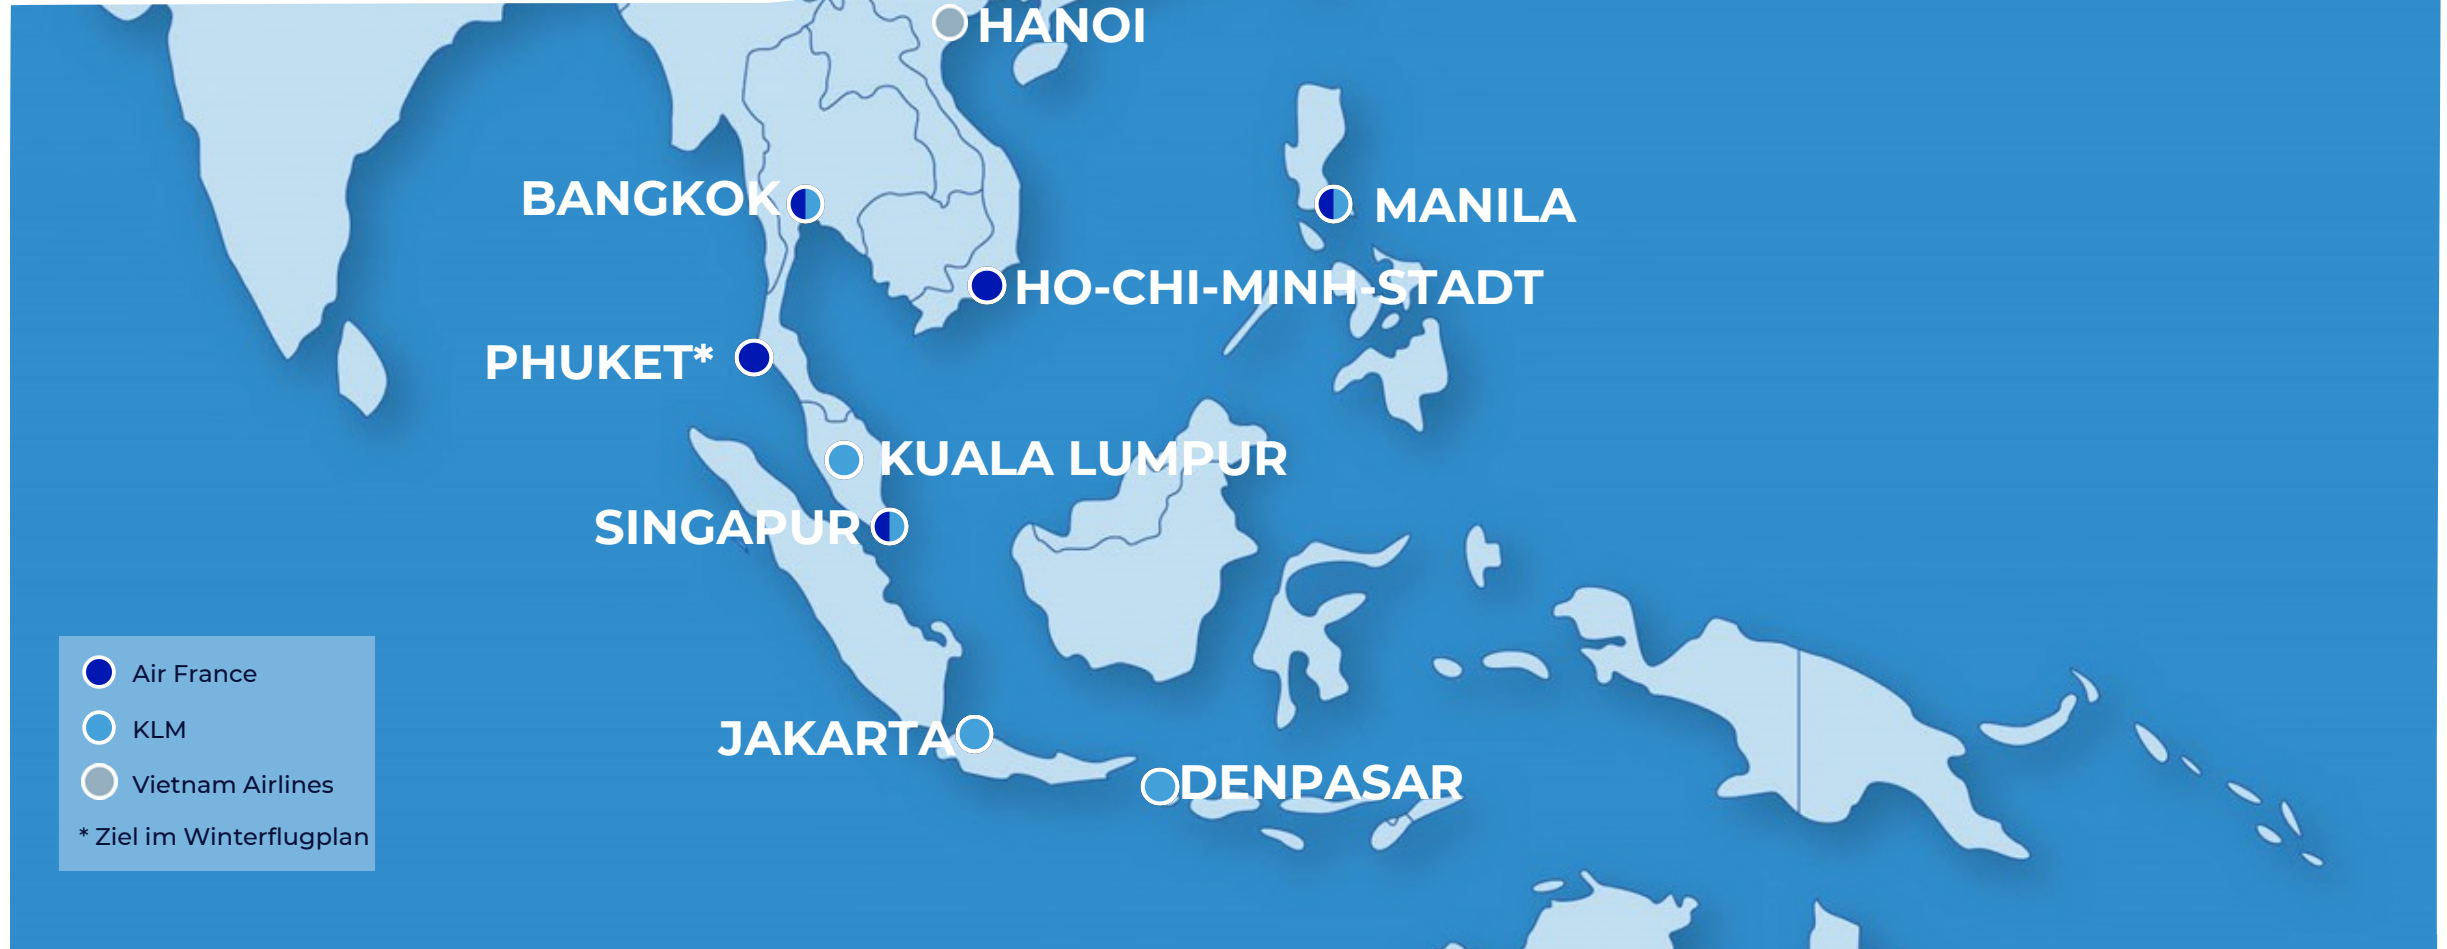 HANOI
BANGKOK
MANILA
HO-CHI-MINH-STADT
PHUKET*
KUALA LUMPUR
SINGAPUR
JAKARTA
DENPASAR
Air France
KLM
Vietnam Airlines
* Ziel im Winterflugplan